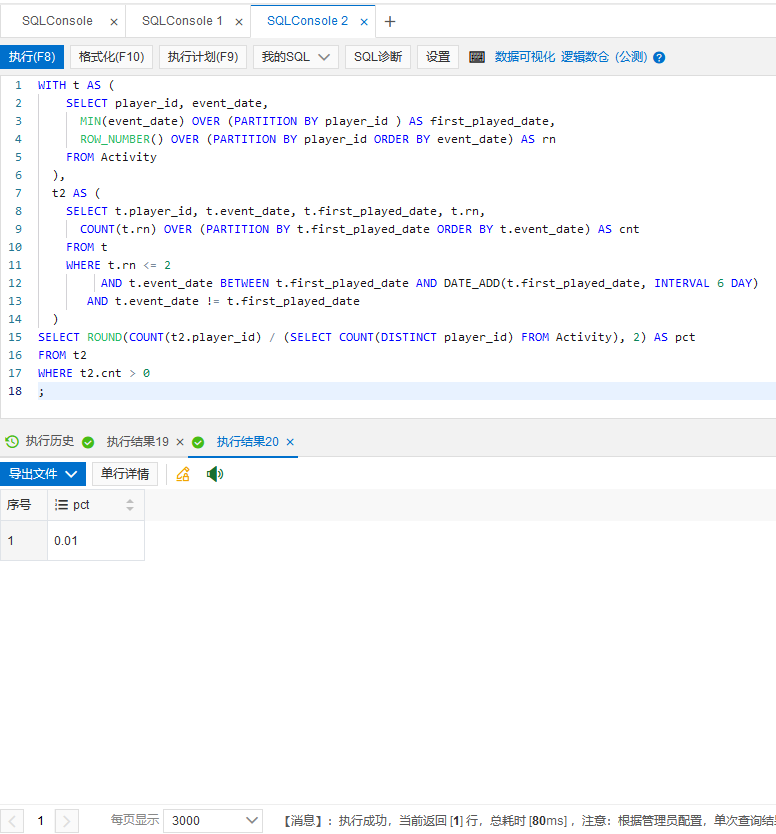 SQLConsole × SQLConsole 1 × SQLConsole 2 × +
执行(F8) 格式化(F10) 执行计划(F9) 我的SQL SQL诊断 设置 数据可视化 逻辑数仓 (公测) ?
1 WITH t AS (
2 SELECT player_id, event_date,
3 MIN(event_date) OVER (PARTITION BY player_id ) AS first_played_date,
4 ROW_NUMBER() OVER (PARTITION BY player_id ORDER BY event_date) AS rn
5 FROM Activity
6 ),
7 t2 AS (
8 SELECT t.player_id, t.event_date, t.first_played_date, t.rn,
9 COUNT(t.rn) OVER (PARTITION BY t.first_played_date ORDER BY t.event_date) AS cnt
10 FROM t
11 WHERE t.rn <= 2
12 AND t.event_date BETWEEN t.first_played_date AND DATE_ADD(t.first_played_date, INTERVAL 6 DAY)
13 AND t.event_date != t.first_played_date
14 )
15 SELECT ROUND(COUNT(t2.player_id) / (SELECT COUNT(DISTINCT player_id) FROM Activity), 2) AS pct
16 FROM t2
17 WHERE t2.cnt > 0
18 ;
执行历史 执行结果19 × 执行结果20 ×
导出文件 单行详情
序号 pct
1 0.01
< 1 > 每页显示 3000 【消息】：执行成功，当前返回 [1] 行，总耗时 [80ms] ，注意：根据管理员配置，单次查询结